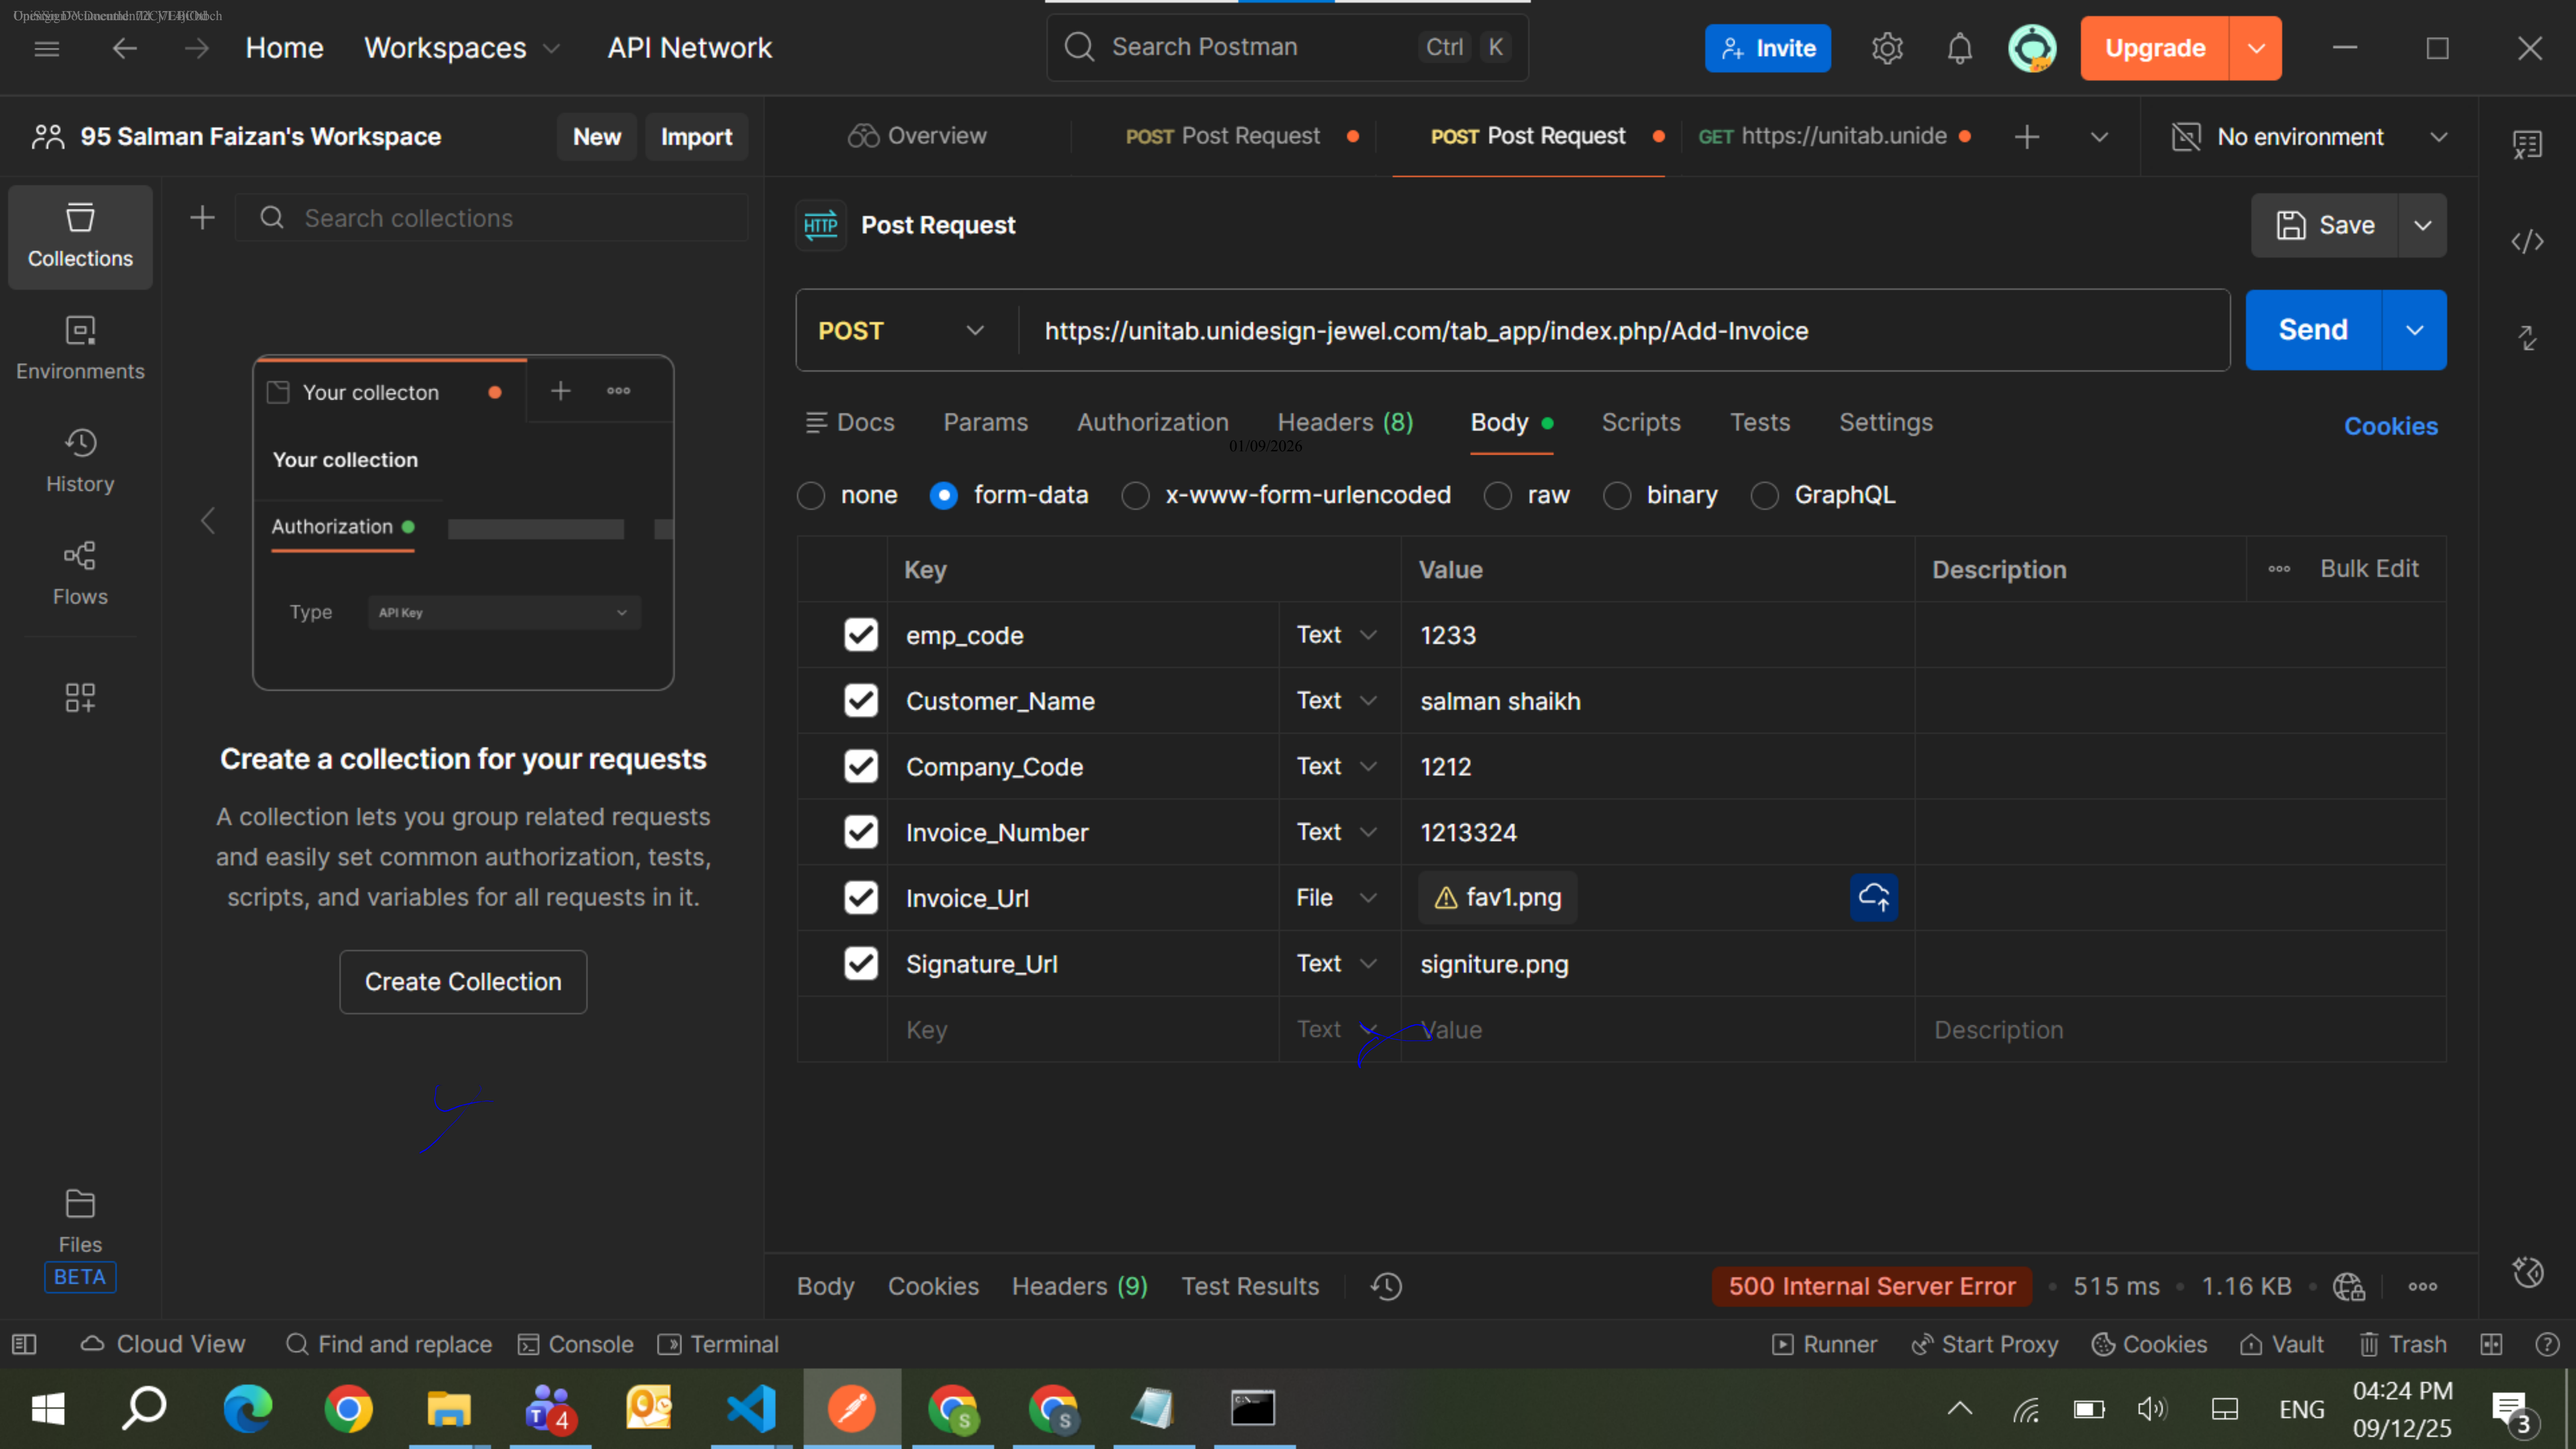 Home Workspaces API Network Search Postman Ctrl K Invite Upgrade
95 Salman Faizan's Workspace New Import Overview POST Post Request POST Post Request GET https://unitab.unide No environment
Collections
Search collections
HTTP Post Request Save
Environments
History
Flows
Your collecton
Your collection
Authorization
Type API Key
Create a collection for your requests
A collection lets you group related requests
and easily set common authorization, tests,
scripts, and variables for all requests in it.
Create Collection
Files
BETA
POST https://unitab.unidesign-jewel.com/tab_app/index.php/Add-Invoice Send
Docs Params Authorization Headers (8) Body Scripts Tests Settings Cookies
01/09/2026
none form-data x-www-form-urlencoded raw binary GraphQL
Key Value Description Bulk Edit
emp_code Text 1233
Customer_Name Text salman shaikh
Company_Code Text 1212
Invoice_Number Text 1213324
Invoice_Url File fav1.png
Signature_Url Text signiture.png
Key Text Value Description
Body Cookies Headers (9) Test Results 500 Internal Server Error 515 ms 1.16 KB
Cloud View Find and replace Console Terminal Runner Start Proxy Cookies Vault Trash
4 S S ENG 04:24 PM
09/12/25 3